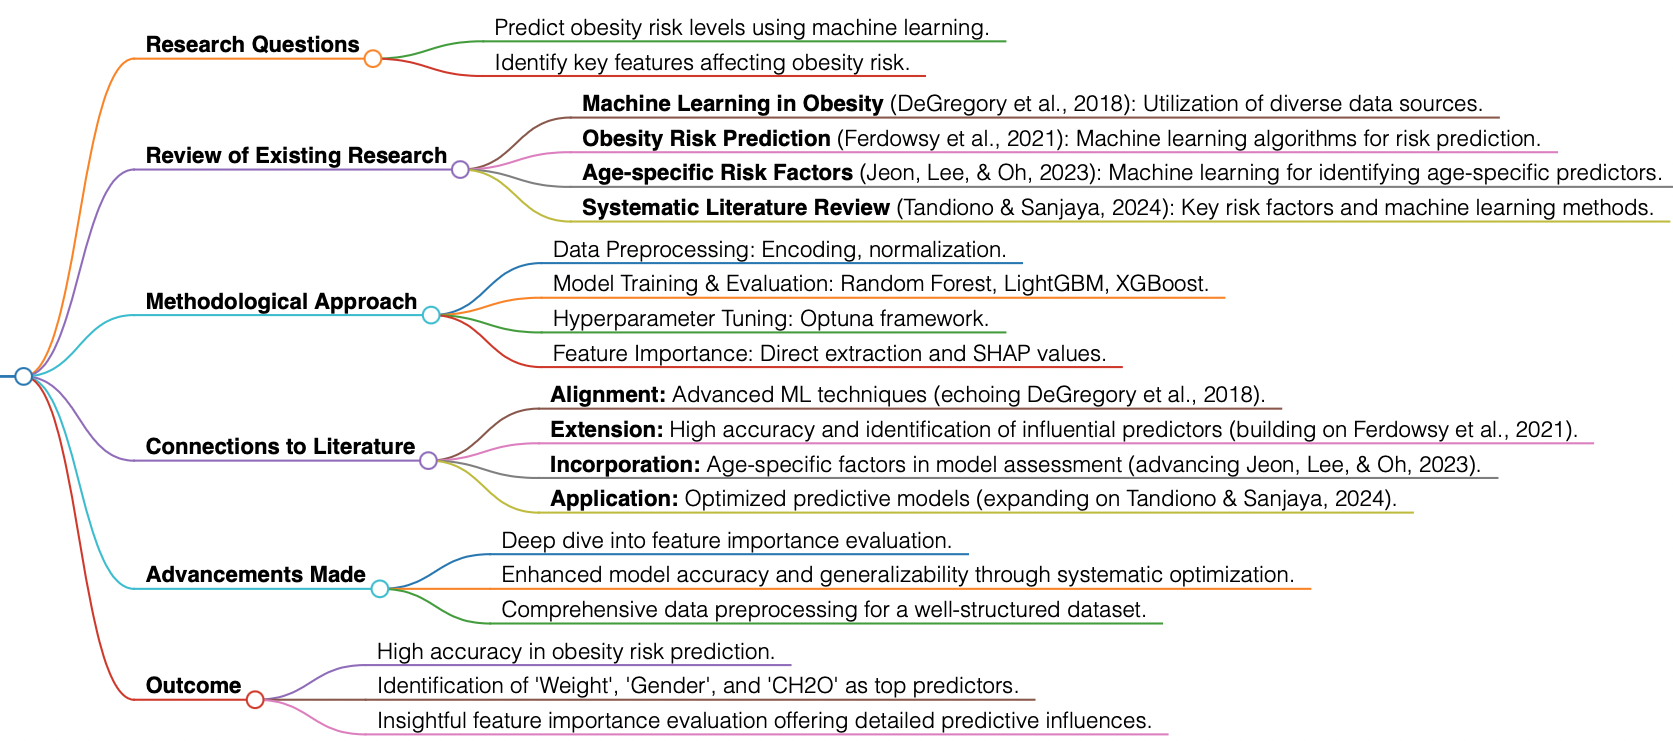 Research Questions
Predict obesity risk levels using machine learning.
Identify key features affecting obesity risk.
Review of Existing Research
Machine Learning in Obesity (DeGregory et al., 2018): Utilization of diverse data sources.
Obesity Risk Prediction (Ferdowsy et al., 2021): Machine learning algorithms for risk prediction.
Age-specific Risk Factors (Jeon, Lee, & Oh, 2023): Machine learning for identifying age-specific predictors.
Systematic Literature Review (Tandiono & Sanjaya, 2024): Key risk factors and machine learning methods.
Methodological Approach
Data Preprocessing: Encoding, normalization.
Model Training & Evaluation: Random Forest, LightGBM, XGBoost.
Hyperparameter Tuning: Optuna framework.
Feature Importance: Direct extraction and SHAP values.
Connections to Literature
Alignment: Advanced ML techniques (echoing DeGregory et al., 2018).
Extension: High accuracy and identification of influential predictors (building on Ferdowsy et al., 2021).
Incorporation: Age-specific factors in model assessment (advancing Jeon, Lee, & Oh, 2023).
Application: Optimized predictive models (expanding on Tandiono & Sanjaya, 2024).
Advancements Made
Deep dive into feature importance evaluation.
Enhanced model accuracy and generalizability through systematic optimization.
Comprehensive data preprocessing for a well-structured dataset.
Outcome
High accuracy in obesity risk prediction.
Identification of 'Weight', 'Gender', and 'CH2O' as top predictors.
Insightful feature importance evaluation offering detailed predictive influences.